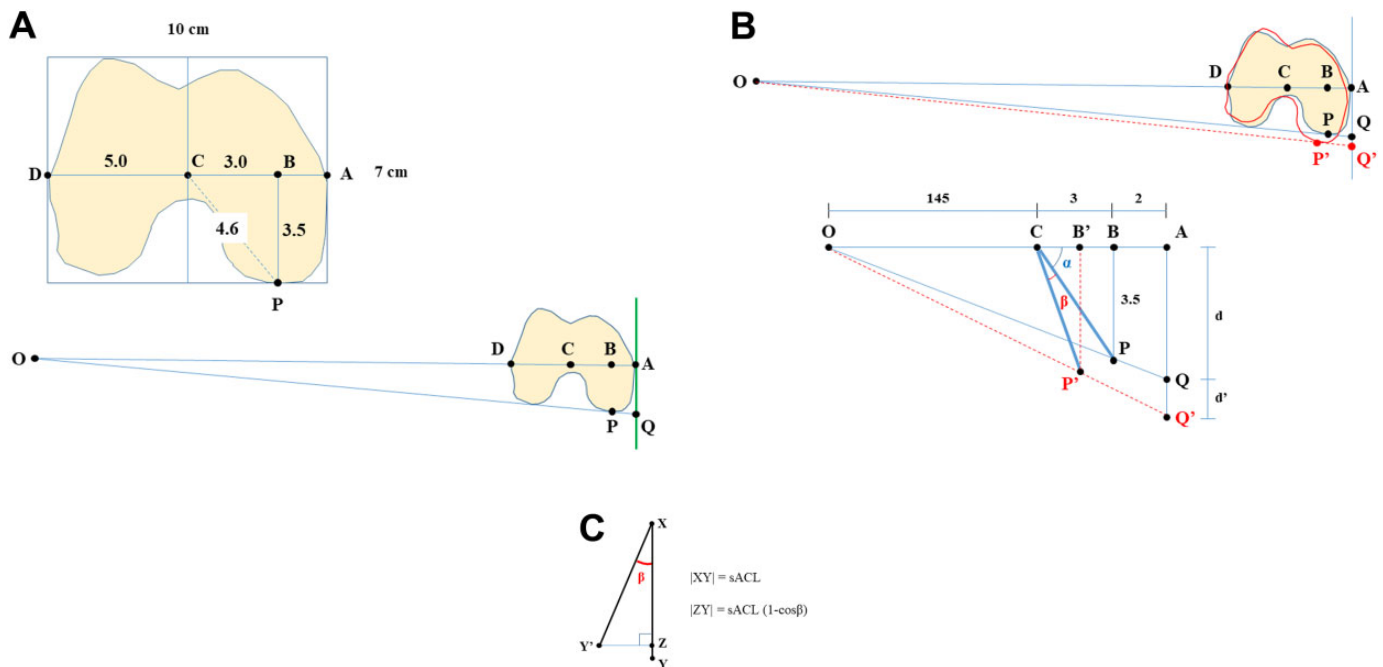 A
10 cm
D
5.0
C
3.0
B
A
7 cm
4.6
3.5
P
O
D
C
B
A
P
Q
B
O
D
C
B
A
P
Q
P'
Q'
145
3
2
O
C
B'
B
A
α
β
3.5
d
P
P'
Q
d'
Q'
C
X
β
|XY| = sACL
|ZY| = sACL (1-cosβ)
Y'
Z
Y